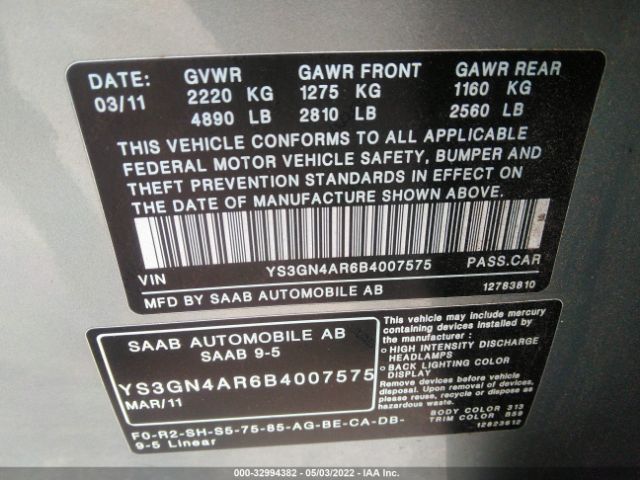 DATE: GVWR GAWR FRONT GAWR REAR
03/11 2220 KG 1275 KG 1160 KG
4890 LB 2810 LB 2560 LB
THIS VEHICLE CONFORMS TO ALL APPLICABLE
FEDERAL MOTOR VEHICLE SAFETY, BUMPER AND
THEFT PREVENTION STANDARDS IN EFFECT ON
THE DATE OF MANUFACTURE SHOWN ABOVE.
VIN YS3GN4AR6B4007575 PASS.CAR
MFD BY SAAB AUTOMOBILE AB 12783810
SAAB AUTOMOBILE AB
SAAB 9-5
YS3GN4AR6B4007575
MAR/11
F0-R2-SH-S5-75-85-AG-BE-CA-DB-
9-5 Linear
This vehicle may include mercury
containing devices installed by
the manufacturer :
• HIGH INTENSITY DISCHARGE
HEADLAMPS
• BACK LIGHTING COLOR
DISPLAY
Remove devices before vehicle
disposal. Upon removal please
reuse, recycle or dispose as
hazardous waste.
BODY COLOR 313
TRIM COLOR B59
12823612
000-32994382 - 05/03/2022 - IAA, Inc.